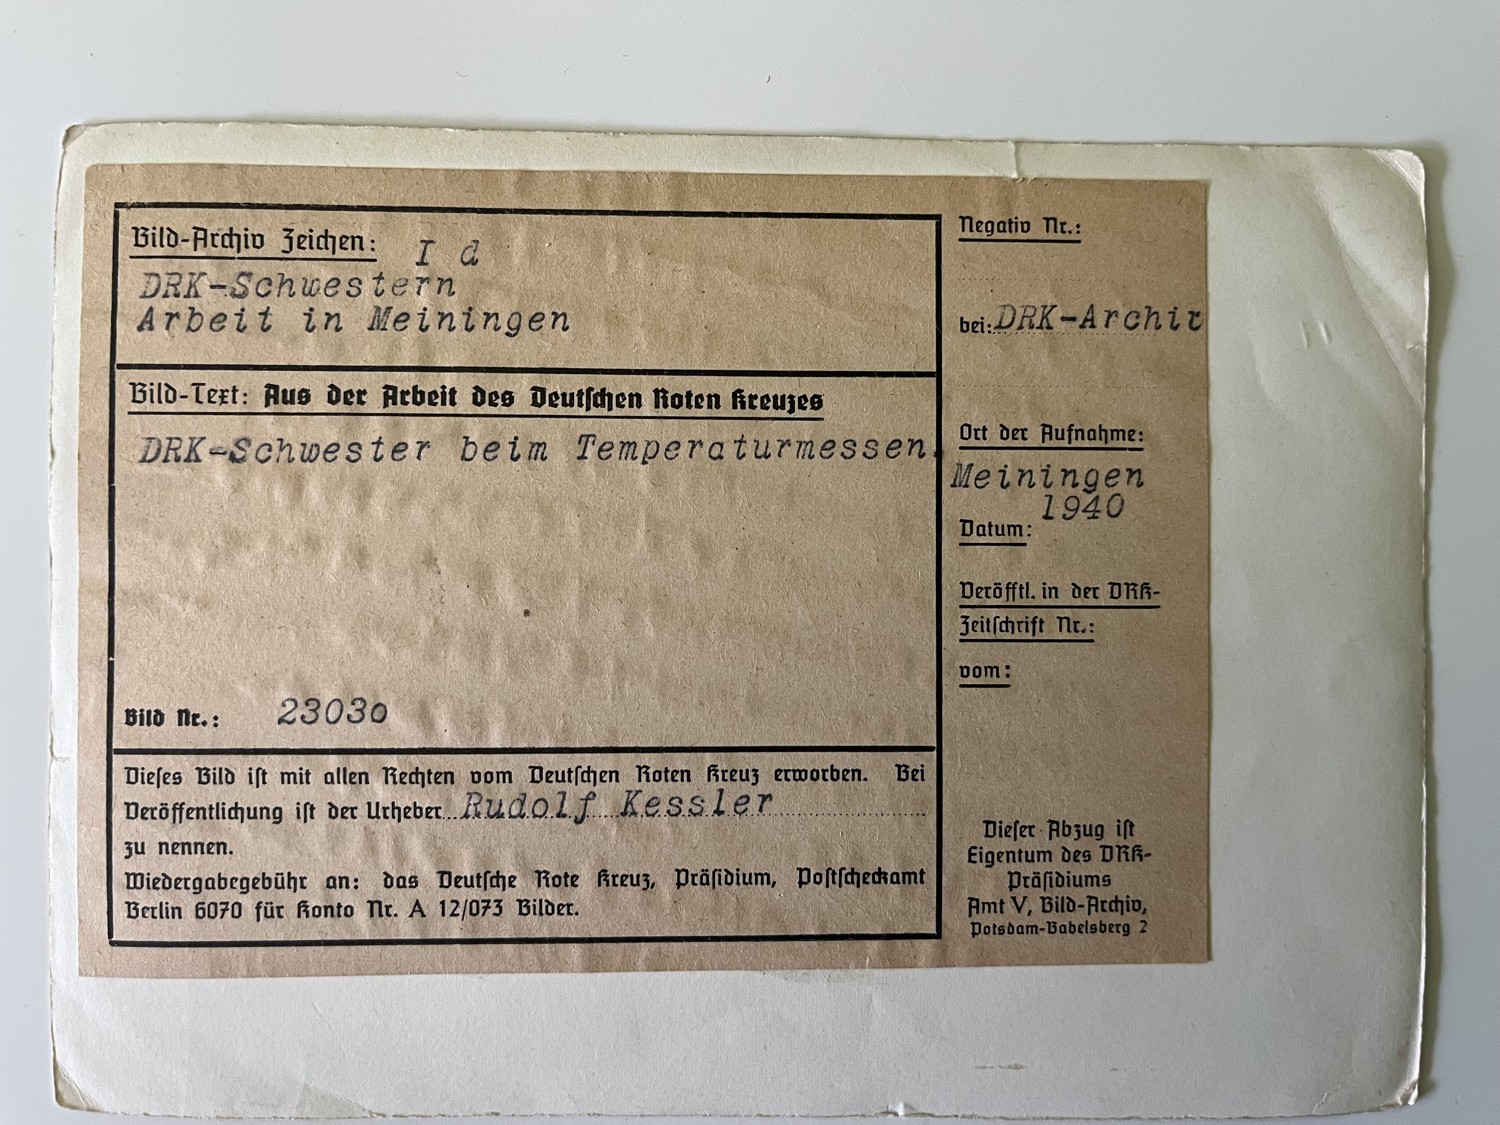 Bild-Archiv Zeichen: I d
DRK-Schwestern
Arbeit in Meiningen
Bild-Text: Aus der Arbeit des Deutschen Roten Kreuzes
DRK-Schwester beim Temperaturmessen.
Bild Nr.: 23030
Dieses Bild ist mit allen Rechten vom Deutschen Roten Kreuz erworben. Bei
Veröffentlichung ist der Urheber Rudolf Kessler
zu nennen.
Wiedergabegebühr an: das Deutsche Rote Kreuz, Präsidium, Postscheckamt
Berlin 6070 für Konto Nr. A 12/073 Bilder.
Negativ Nr.:
bei: DRK-Archiv
Ort der Aufnahme:
Meiningen
1940
Datum:
Veröfftl. in der DRK-
Zeitschrift Nr.:
vom:
Dieser Abzug ist
Eigentum des DRK-
Präsidiums
Amt V, Bild-Archiv,
Potsdam-Babelsberg 2